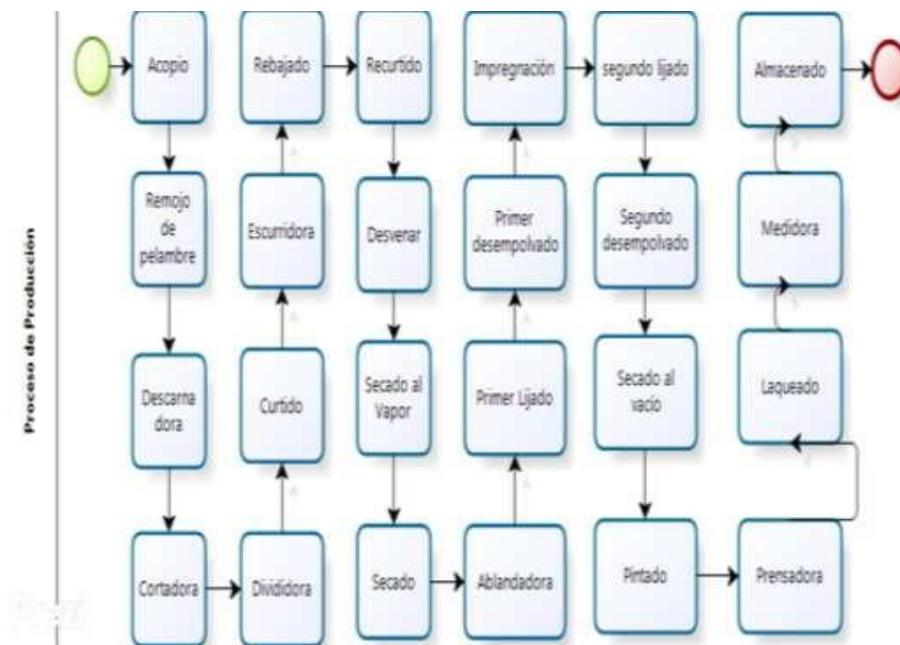 Proceso de Producción
Acopio
Remojo
de
pelambre
Descarna
dora
Cortadora
Divididora
Curtido
Escurridora
Rebajado
Recurtido
Desvenar
Secado al
Vapor
Secado
Ablandadora
Primer Lijado
Primer
desempolvado
Impregnación
segundo lijado
Segundo
desempolvado
Secado al
vacío
Pintado
Prensadora
Laqueado
Medidora
Almacenado